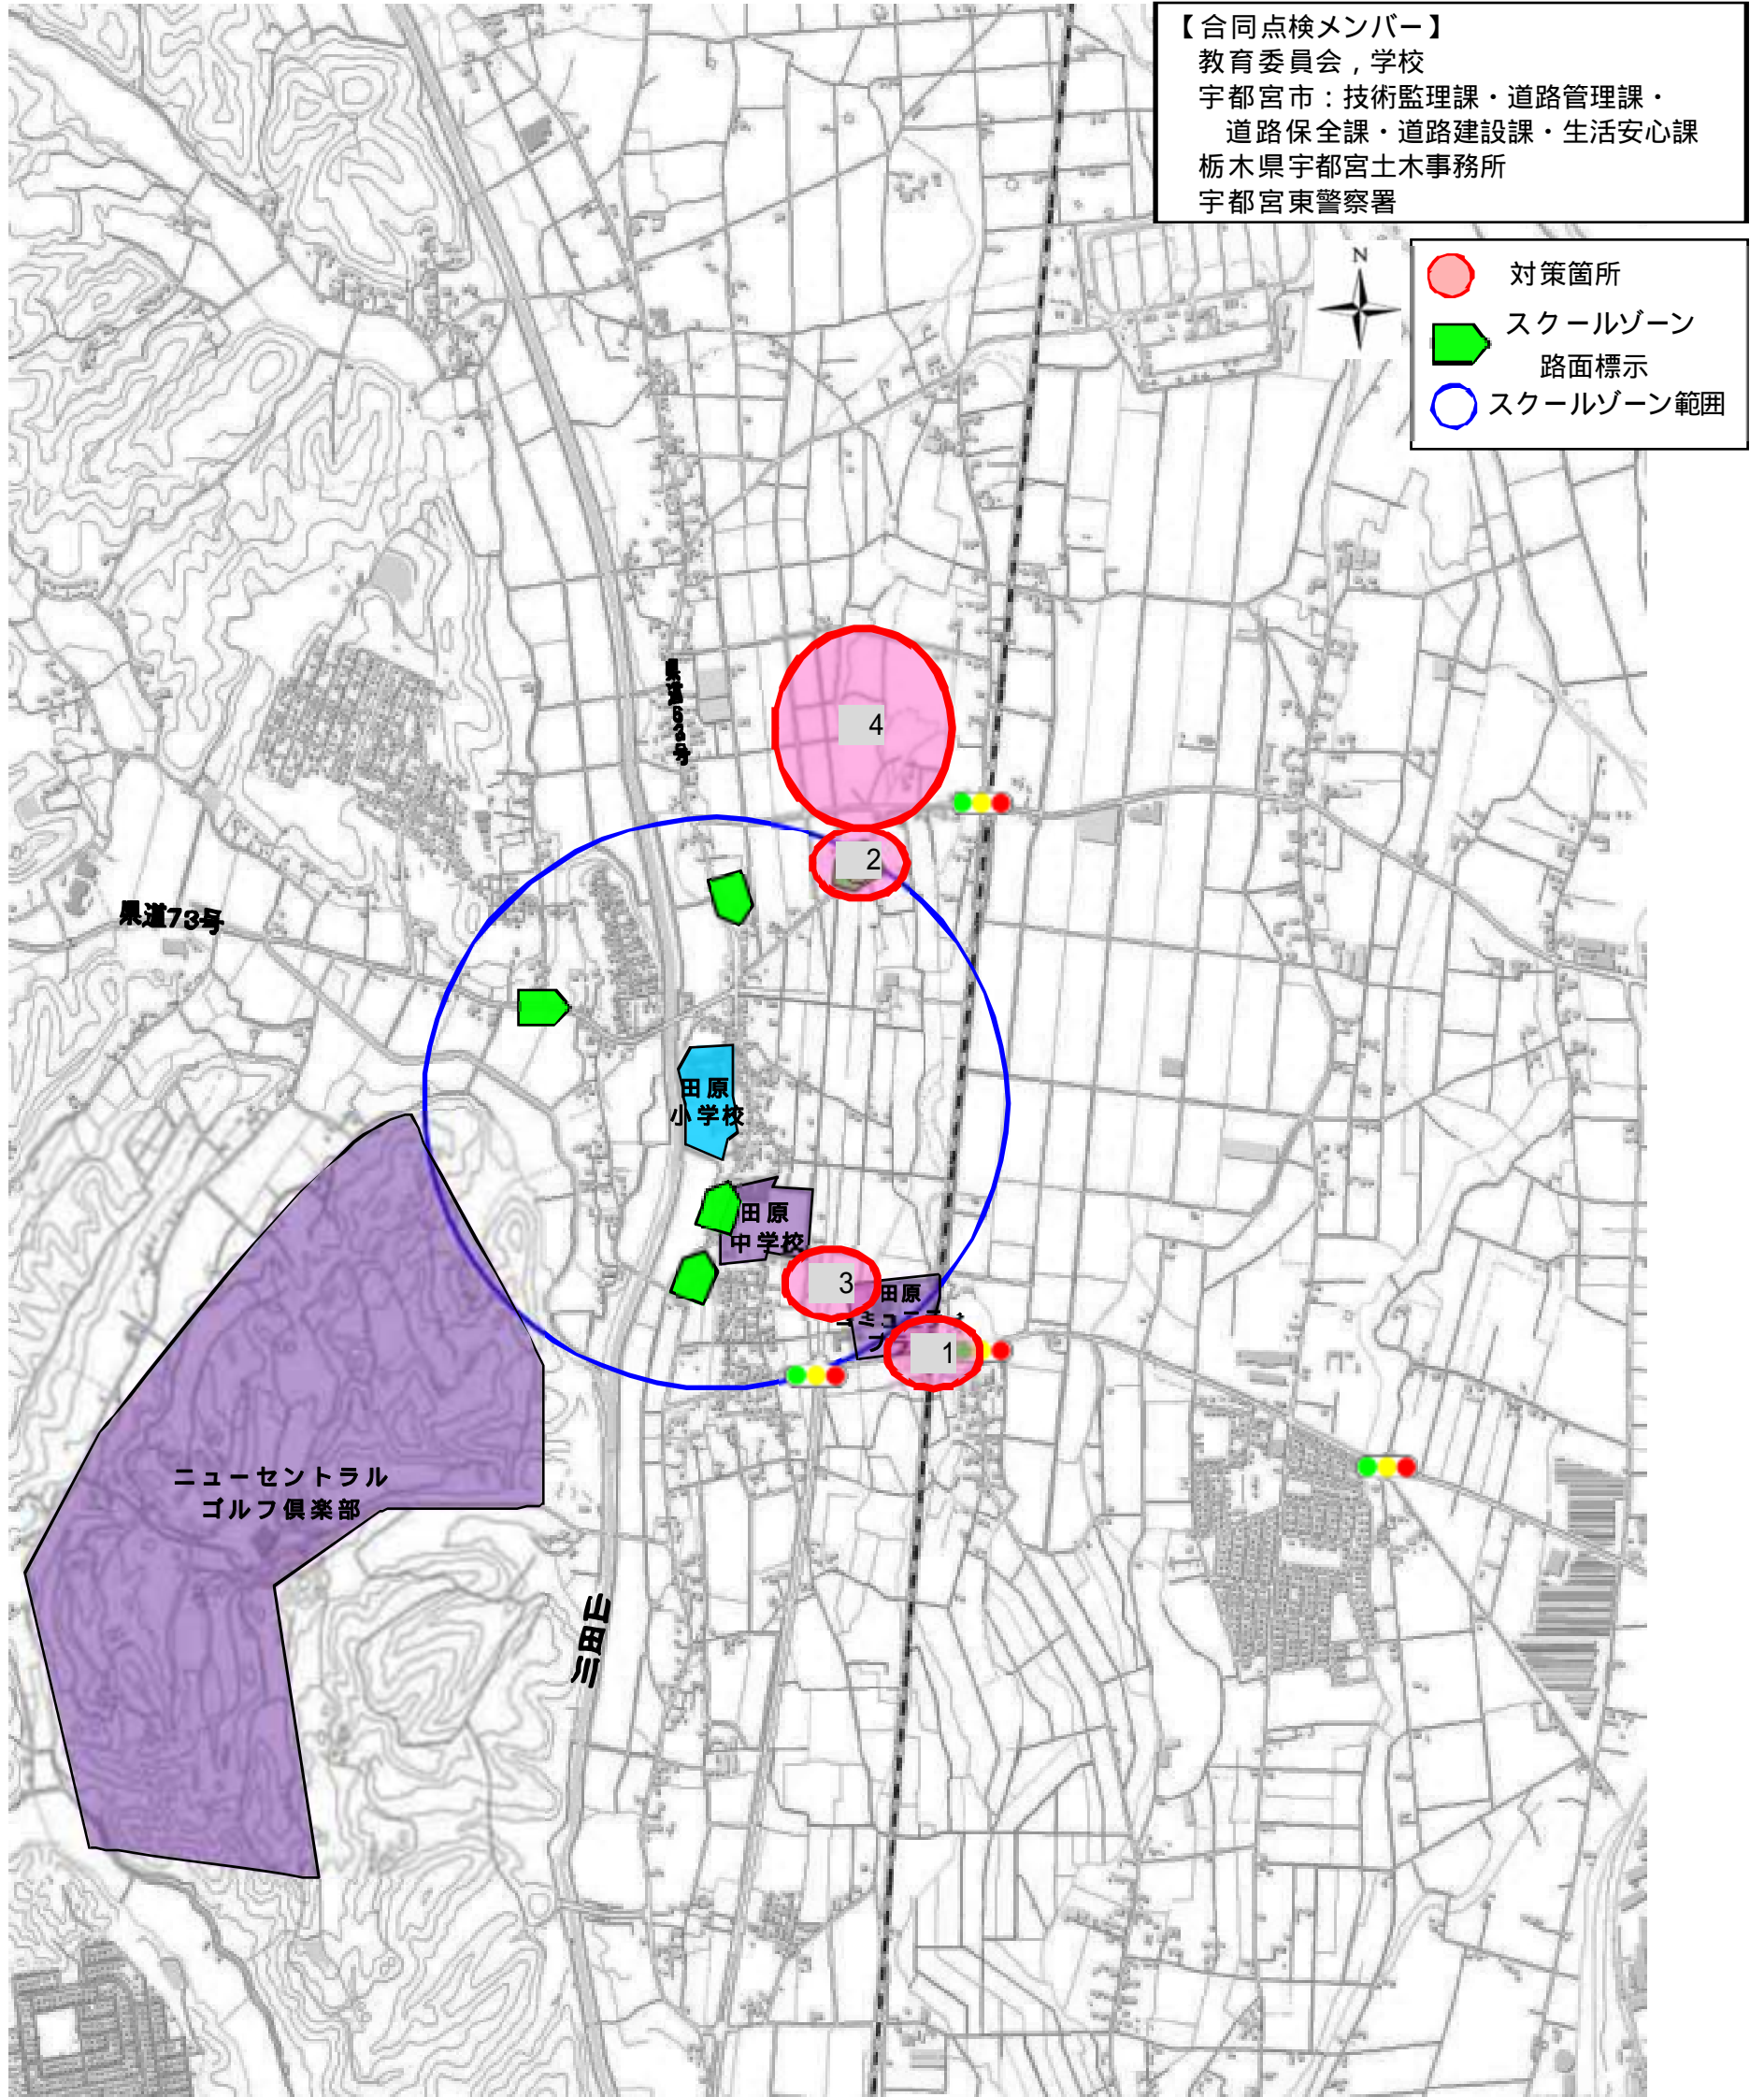 【合同点検メンバー】
教育委員会，学校
宇都宮市：技術監理課・道路管理課・
道路保全課・道路建設課・生活安心課
栃木県宇都宮土木事務所
宇都宮東警察署
N
対策箇所
スクールゾーン
路面標示
スクールゾーン範囲
4
2
県道73号
田原
小学校
田原
中学校
3
田原
1
ニューセントラル
ゴルフ倶楽部
山田川